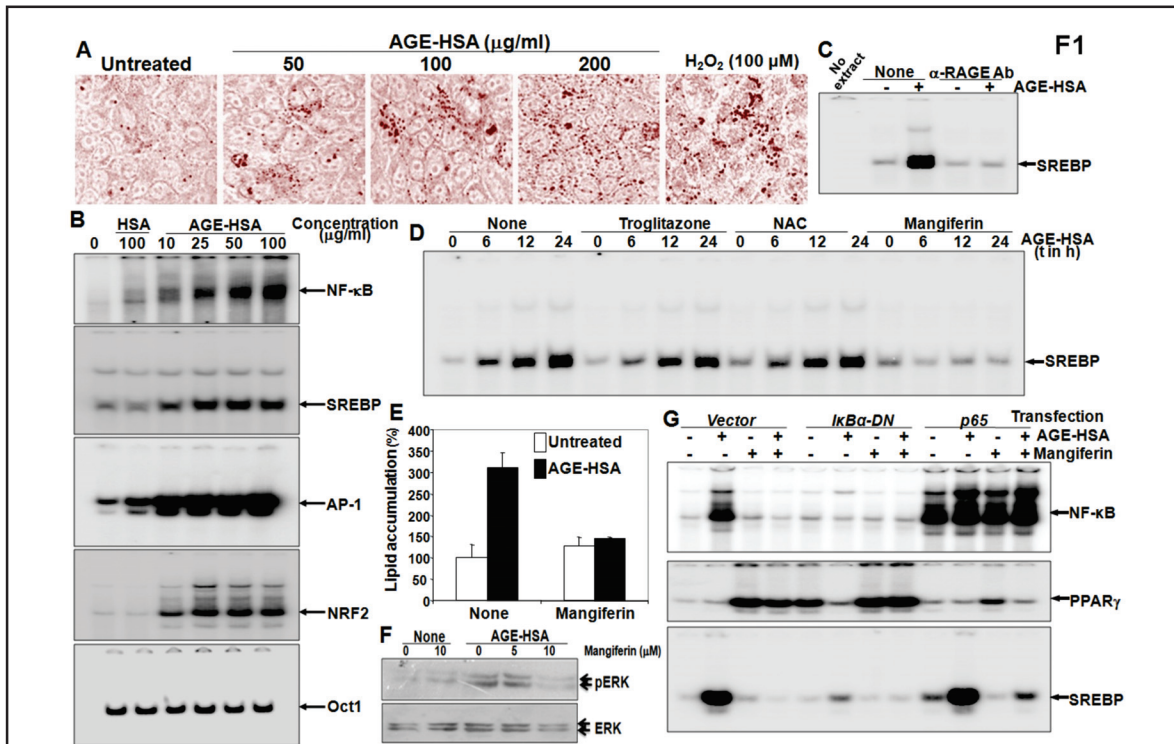 F1
A
AGE-HSA (μg/ml)
Untreated 50 100 200 H₂O₂ (100 μM)
B
HSA AGE-HSA Concentration
0 100 10 25 50 100 (μg/ml)
NF-κB
SREBP
AP-1
NRF2
Oct1
C
No extract
None α-RAGE Ab
- + - + AGE-HSA
SREBP
D
None Troglitazone NAC Mangiferin
0 6 12 24 0 6 12 24 0 6 12 24 0 6 12 24 AGE-HSA
(t in h)
SREBP
E
Lipid accumulation (%)
400
350
300
250
200
150
100
50
0
Untreated
AGE-HSA
None Mangiferin
F
None AGE-HSA
0 10 0 5 10 Mangiferin (μM)
pERK
ERK
G
Vector IκBα-DN p65 Transfection
- + - + - + - + - + - + AGE-HSA
- - + + - - + + - - + + Mangiferin
NF-κB
PPARγ
SREBP